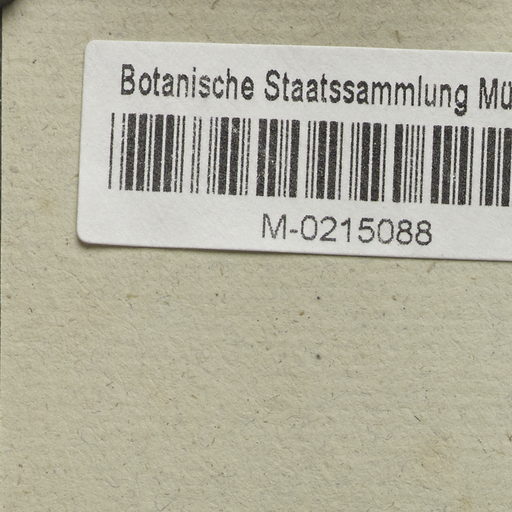 Botanische Staatssammlung Mü
M-0215088